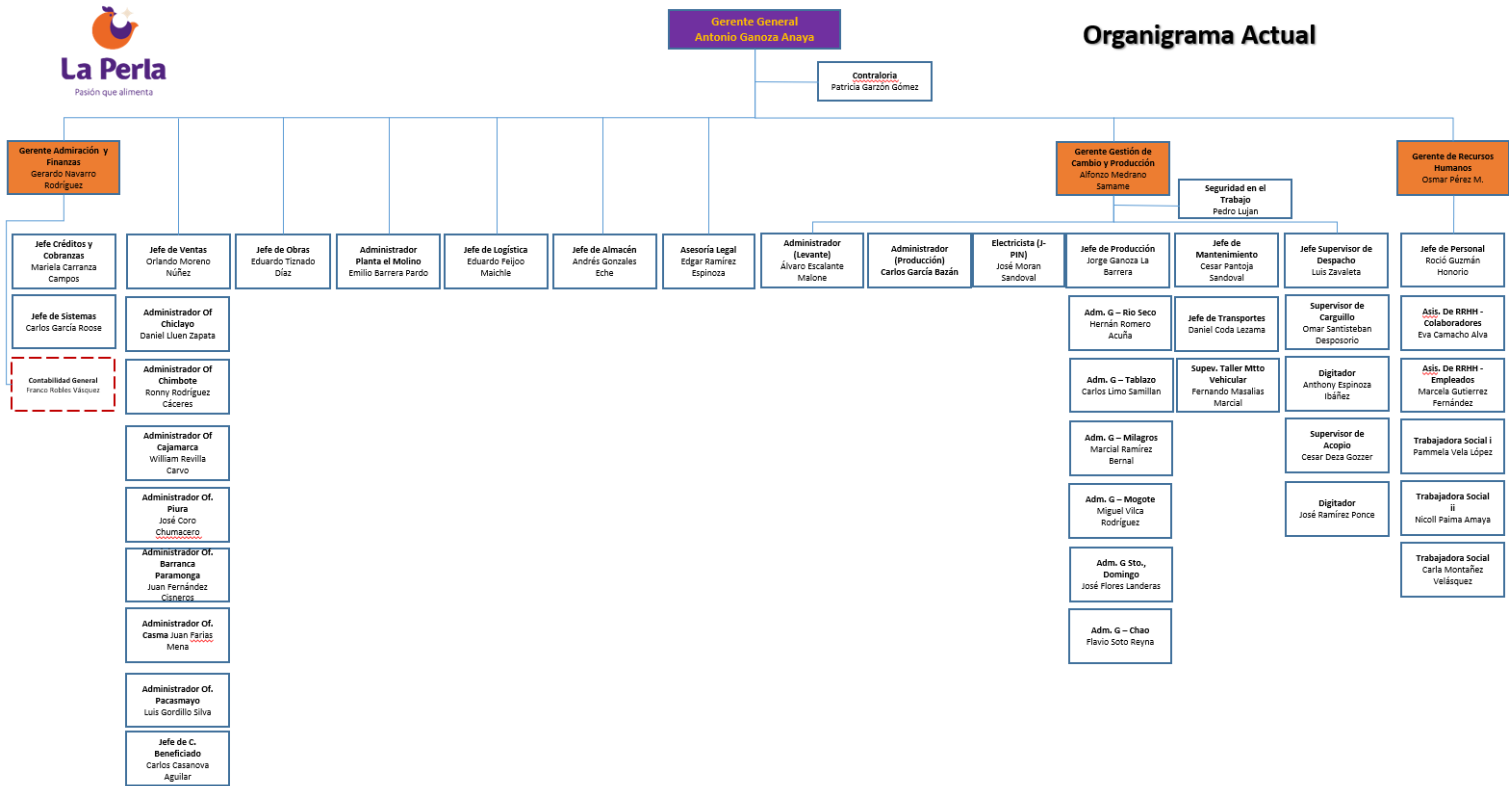 La Perla
Pasión que alimenta
Gerente General
Antonio Ganoza Anaya
Organigrama Actual
Contraloria
Patricia Garzón Gómez
Gerente Admiración y
Finanzas
Gerardo Navarro
Rodríguez
Gerente Gestión de
Cambio y Producción
Alfonzo Medrano
Samame
Gerente de Recursos
Humanos
Osmar Pérez M.
Seguridad en el
Trabajo
Pedro Lujan
Jefe Créditos y
Cobranzas
Mariela Carranza
Campos
Jefe de Ventas
Orlando Moreno
Núñez
Jefe de Obras
Eduardo Tiznado
Díaz
Administrador
Planta el Molino
Emilio Barrera Pardo
Jefe de Logística
Eduardo Feijoo
Maichle
Jefe de Almacén
Andrés Gonzales
Eche
Asesoría Legal
Edgar Ramírez
Espinoza
Administrador
(Levante)
Álvaro Escalante
Malone
Administrador
(Producción)
Carlos García Bazán
Electricista (J-
PIN)
José Moran
Sandoval
Jefe de Producción
Jorge Ganoza La
Barrera
Jefe de
Mantenimiento
Cesar Pantoja
Sandoval
Jefe Supervisor de
Despacho
Luis Zavaleta
Jefe de Personal
Roció Guzmán
Honorio
Jefe de Sistemas
Carlos García Roose
Contabilidad General
Franco Robles Vásquez
Administrador Of
Chiclayo
Daniel Lluen Zapata
Administrador Of
Chimbote
Ronny Rodríguez
Cáceres
Administrador Of
Cajamarca
William Revilla
Carvo
Administrador Of.
Piura
José Coro
Chumacero
Administrador Of.
Barranca
Paramonga
Juan Fernández
Cisneros
Administrador Of.
Casma Juan Farias
Mena
Administrador Of.
Pacasmayo
Luis Gordillo Silva
Jefe de C.
Beneficiado
Carlos Casanova
Aguilar
Adm. G – Rio Seco
Hernán Romero
Acuña
Adm. G – Tablazo
Carlos Limo Samillan
Adm. G – Milagros
Marcial Ramírez
Bernal
Adm. G – Mogote
Miguel Vilca
Rodríguez
Adm. G Sto.,
Domingo
José Flores Landeras
Adm. G – Chao
Flavio Soto Reyna
Jefe de Transportes
Daniel Coda Lezama
Supev. Taller Mtto
Vehicular
Fernando Masalias
Marcial
Supervisor de
Carguillo
Omar Santisteban
Desposorio
Digitador
Anthony Espinoza
Ibáñez
Supervisor de
Acopio
Cesar Deza Gozzer
Digitador
José Ramírez Ponce
Asis. De RRHH -
Colaboradores
Eva Camacho Alva
Asis. De RRHH -
Empleados
Marcela Gutierrez
Fernández
Trabajadora Social i
Pammela Vela López
Trabajadora Social
ii
Nicoll Paima Amaya
Trabajadora Social
Carla Montañez
Velásquez